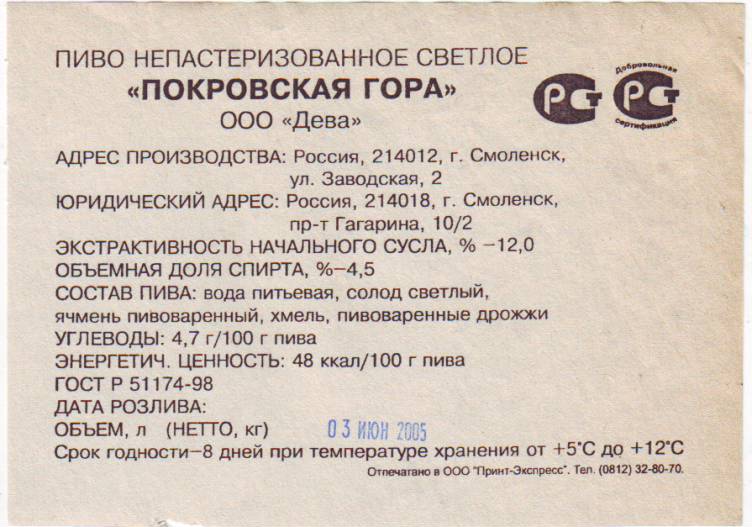 ПИВО НЕПАСТЕРИЗОВАННОЕ СВЕТЛОЕ
«ПОКРОВСКАЯ ГОРА»
ООО «Дева»
РСТ
Добровольная
РСТ
сертификация
АДРЕС ПРОИЗВОДСТВА: Россия, 214012, г. Смоленск,
ул. Заводская, 2
ЮРИДИЧЕСКИЙ АДРЕС: Россия, 214018, г. Смоленск,
пр-т Гагарина, 10/2
ЭКСТРАКТИВНОСТЬ НАЧАЛЬНОГО СУСЛА, % –12,0
ОБЪЕМНАЯ ДОЛЯ СПИРТА, %–4,5
СОСТАВ ПИВА: вода питьевая, солод светлый,
ячмень пивоваренный, хмель, пивоваренные дрожжи
УГЛЕВОДЫ: 4,7 г/100 г пива
ЭНЕРГЕТИЧ. ЦЕННОСТЬ: 48 ккал/100 г пива
ГОСТ Р 51174-98
ДАТА РОЗЛИВА:
ОБЪЕМ, л (НЕТТО, кг) 03 ИЮН 2005
Срок годности–8 дней при температуре хранения от +5°С до +12°С
Отпечатано в ООО "Принт-Экспресс". Тел. (0812) 32-80-70.